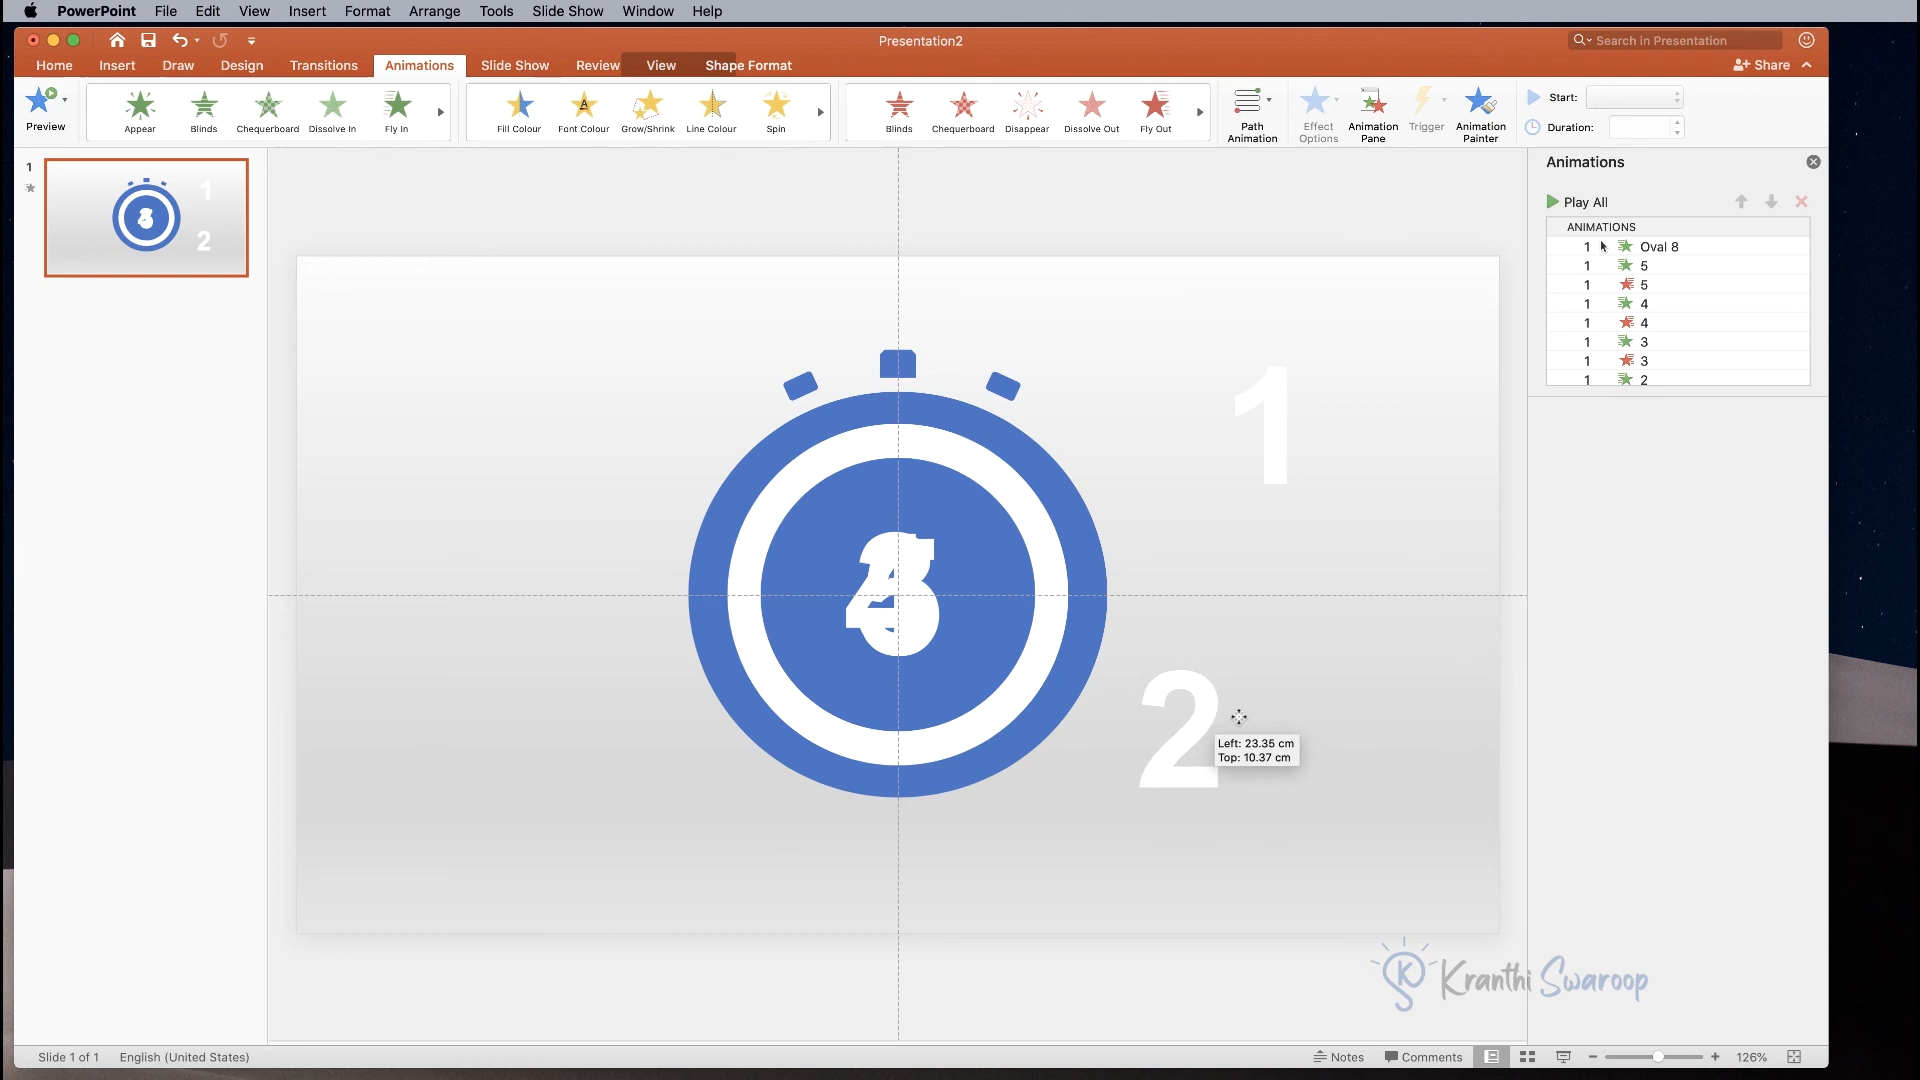 PowerPoint File Edit View Insert Format Arrange Tools Slide Show Window Help
Presentation2
Search in Presentation
Home Insert Draw Design Transitions Animations Slide Show Review View Shape Format
Share
Preview
Appear Blinds Chequerboard Dissolve In Fly In
Fill Colour Font Colour Grow/Shrink Line Colour Spin
Blinds Chequerboard Disappear Dissolve Out Fly Out
Path Animation
Effect Options
Animation Pane
Trigger
Animation Painter
Start:
Duration:
1
1
2
Animations
Play All
ANIMATIONS
1 Oval 8
1 5
1 5
1 4
1 4
1 3
1 3
1 2
1
2
Left: 23.35 cm
Top: 10.37 cm
Kranthi Swaroop
Slide 1 of 1 English (United States)
Notes Comments 126%